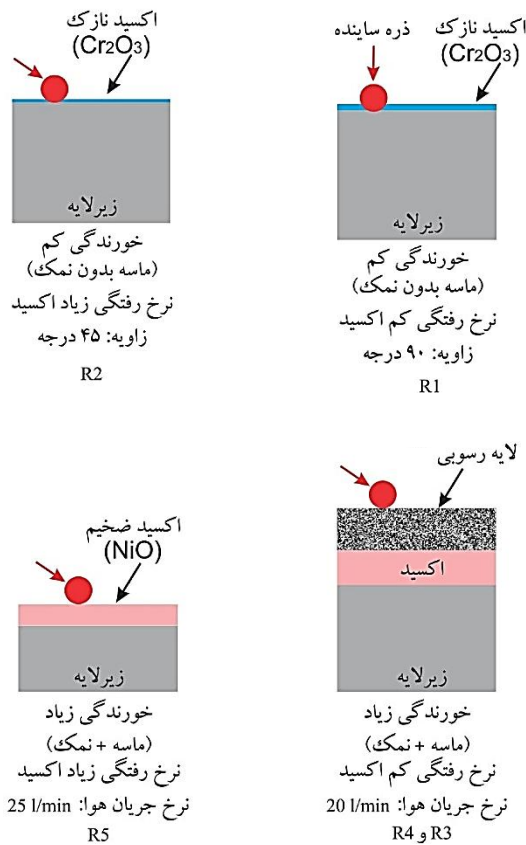 ذره ساینده
اکسید نازک
(Cr2O3)
زیرلایه
خورندگی کم
(ماسه بدون نمک)
نرخ رفتگی کم اکسید
زاویه: ۹۰ درجه
R1
اکسید نازک
(Cr2O3)
زیرلایه
خورندگی کم
(ماسه بدون نمک)
نرخ رفتگی زیاد اکسید
زاویه: ۴۵ درجه
R2
لایه رسوبی
اکسید
زیرلایه
خورندگی زیاد
(ماسه + نمک)
نرخ رفتگی کم اکسید
نرخ جریان هوا: 20 l/min
R3 و R4
اکسید ضخیم
(NiO)
زیرلایه
خورندگی زیاد
(ماسه + نمک)
نرخ رفتگی زیاد اکسید
نرخ جریان هوا: 25 l/min
R5